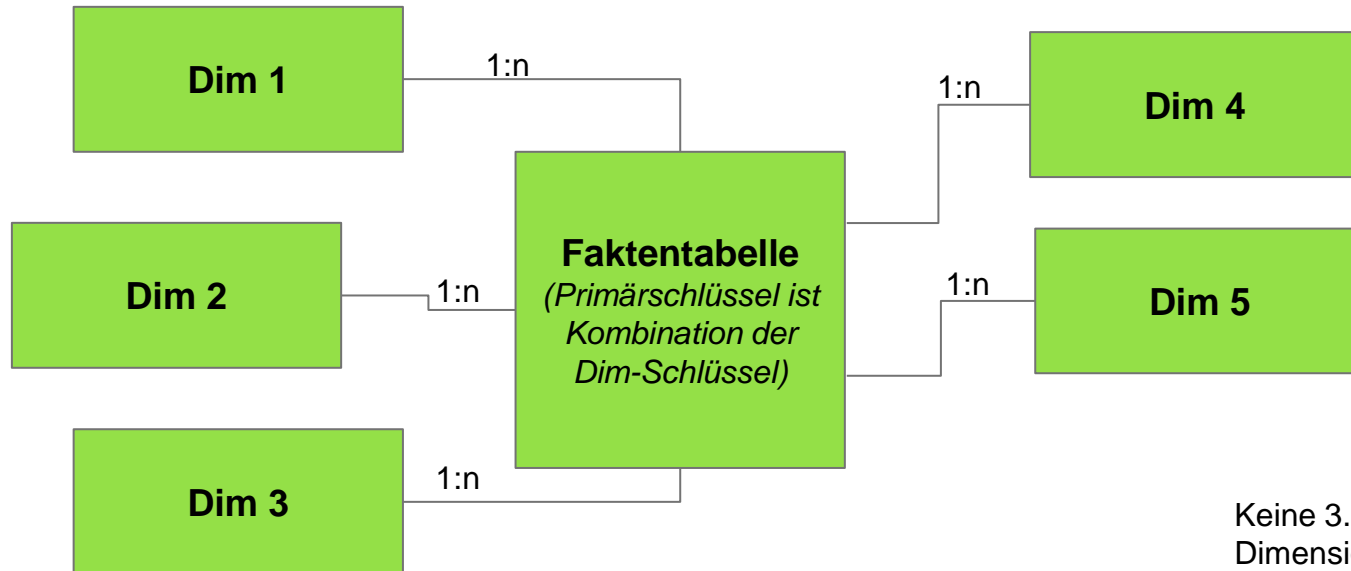 Dim 1
1:n
1:n
Dim 4
Dim 2
1:n
Faktentabelle
(Primärschlüssel ist
Kombination der
Dim-Schlüssel)
1:n
Dim 5
Dim 3
1:n
Keine 3.